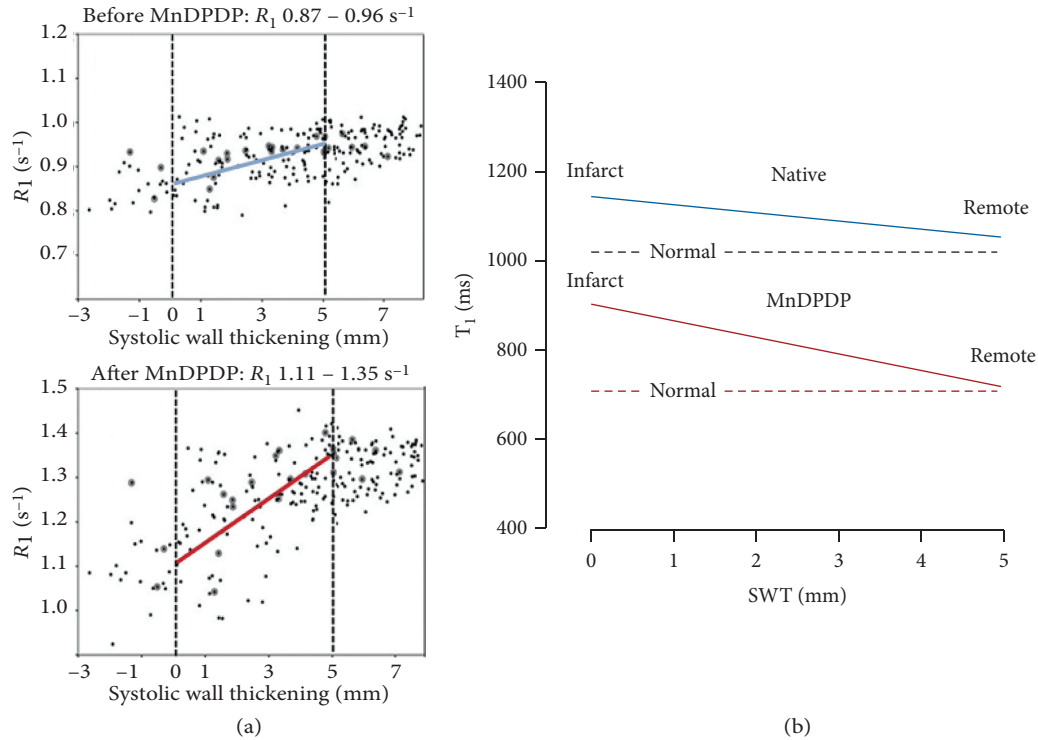 Before MnDPDP: R1 0.87 – 0.96 s−1
1.2
1.1
1.0
0.9
0.8
0.7
R1 (s−1)
−3 −1 0 1 3 5 7
Systolic wall thickening (mm)
After MnDPDP: R1 1.11 – 1.35 s−1
1.5
1.4
1.3
1.2
1.1
1.0
R1 (s−1)
−3 −1 0 1 3 5 7
Systolic wall thickening (mm)
(a)
1400
1200
1000
800
600
400
T1 (ms)
Infarct
Native
Remote
Normal
Infarct
MnDPDP
Remote
Normal
0 1 2 3 4 5
SWT (mm)
(b)